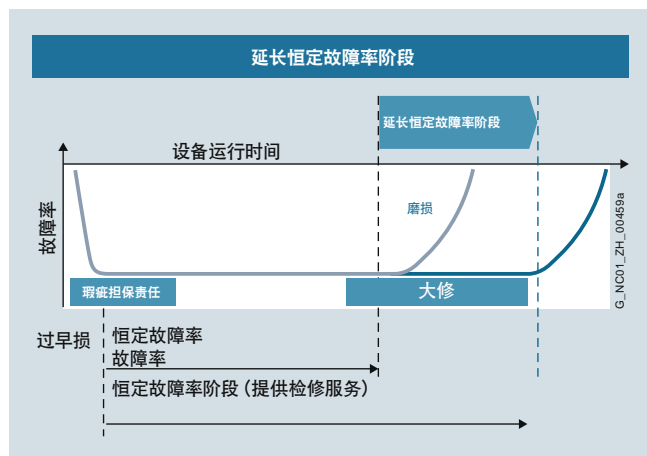 延长恒定故障率阶段
延长恒定故障率阶段
设备运行时间
故障率
磨损
瑕疵担保责任
大修
G_NC01_ZH_00459a
过早损
恒定故障率
故障率
恒定故障率阶段（提供检修服务）